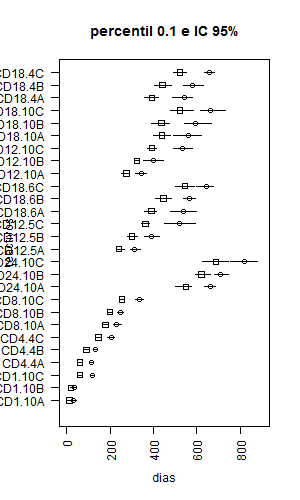 percentil 0.1 e IC 95%
CD18.4C
CD18.4B
CD18.4A
CD18.10C
CD18.10B
CD18.10A
CD12.10C
CD12.10B
CD12.10A
CD18.6C
CD18.6B
CD18.6A
CD12.5C
CD12.5B
CD12.5A
CD24.10C
CD24.10B
CD24.10A
CD8.10C
CD8.10B
CD8.10A
CD4.4C
CD4.4B
CD4.4A
CD1.10C
CD1.10B
CD1.10A
0 200 400 600 800
dias